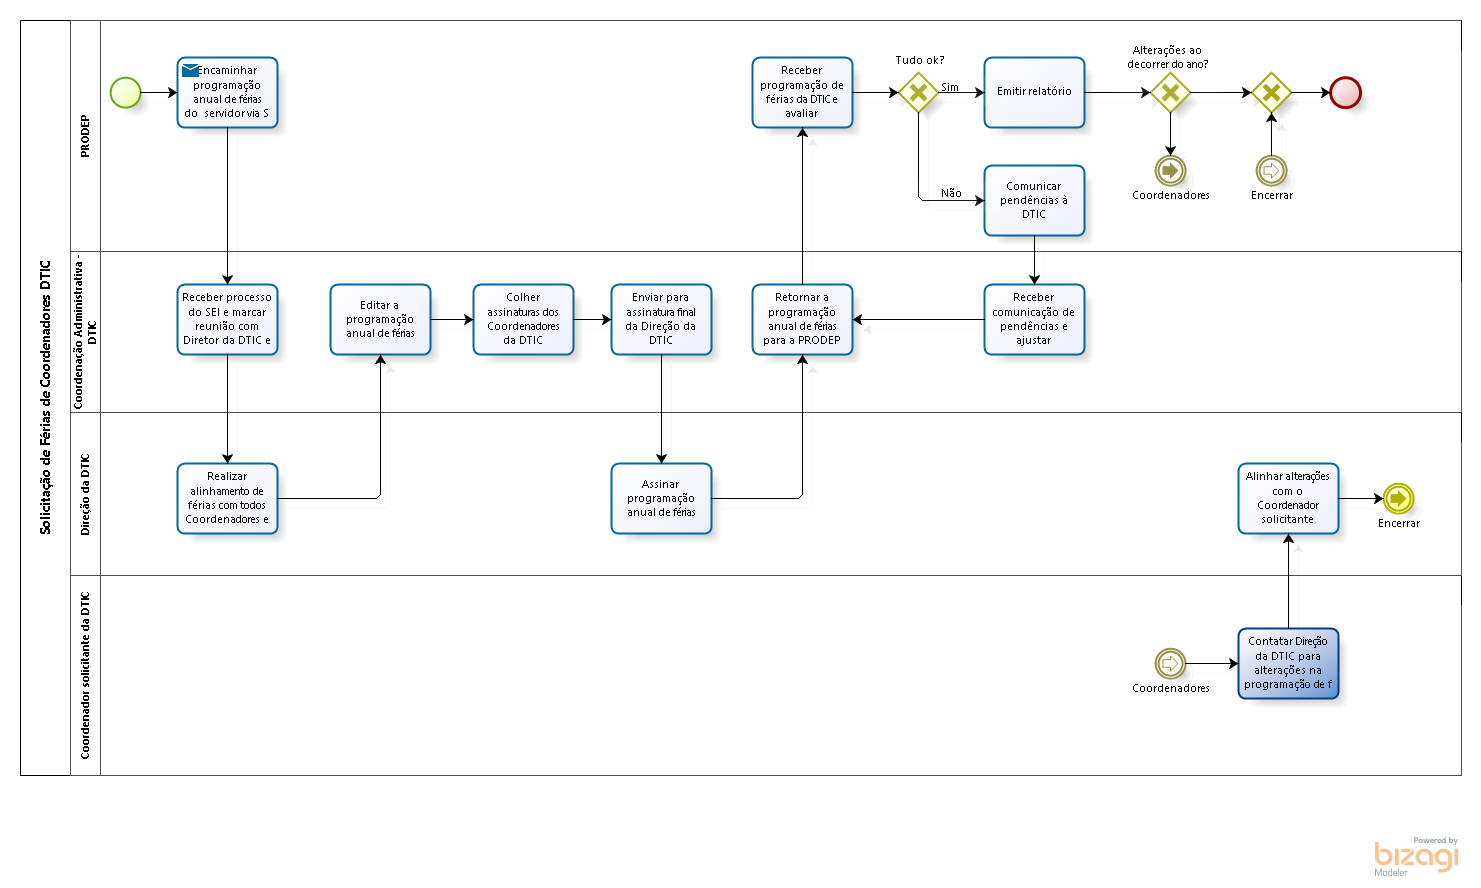 Solicitação de Férias de Coordenadores DTIC
PRODEP
Encaminhar
programação
anual de férias
do servidor via S
Receber
programação de
férias da DTIC e
avaliar
Tudo ok?
Sim
Não
Emitir relatório
Comunicar
pendências à
DTIC
Alterações ao
decorrer do ano?
Coordenadores
Encerrar
Coordenação Administrativa -
DTIC
Receber processo
do SEI e marcar
reunião com
Diretor da DTIC e
Editar a
programação
anual de férias
Colher
assinaturas dos
Coordenadores
da DTIC
Enviar para
assinatura final
da Direção da
DTIC
Retornar a
programação
anual de férias
para a PRODEP
Receber
comunicação de
pendências e
ajustar
Direção da DTIC
Realizar
alinhamento de
férias com todos
Coordenadores e
Assinar
programação
anual de férias
Alinhar alterações
com o
Coordenador
solicitante
Encerrar
Coordenador solicitante da DTIC
Coordenadores
Contatar Direção
da DTIC para
alterações na
programação de f
Powered by
bizagi
Modeler